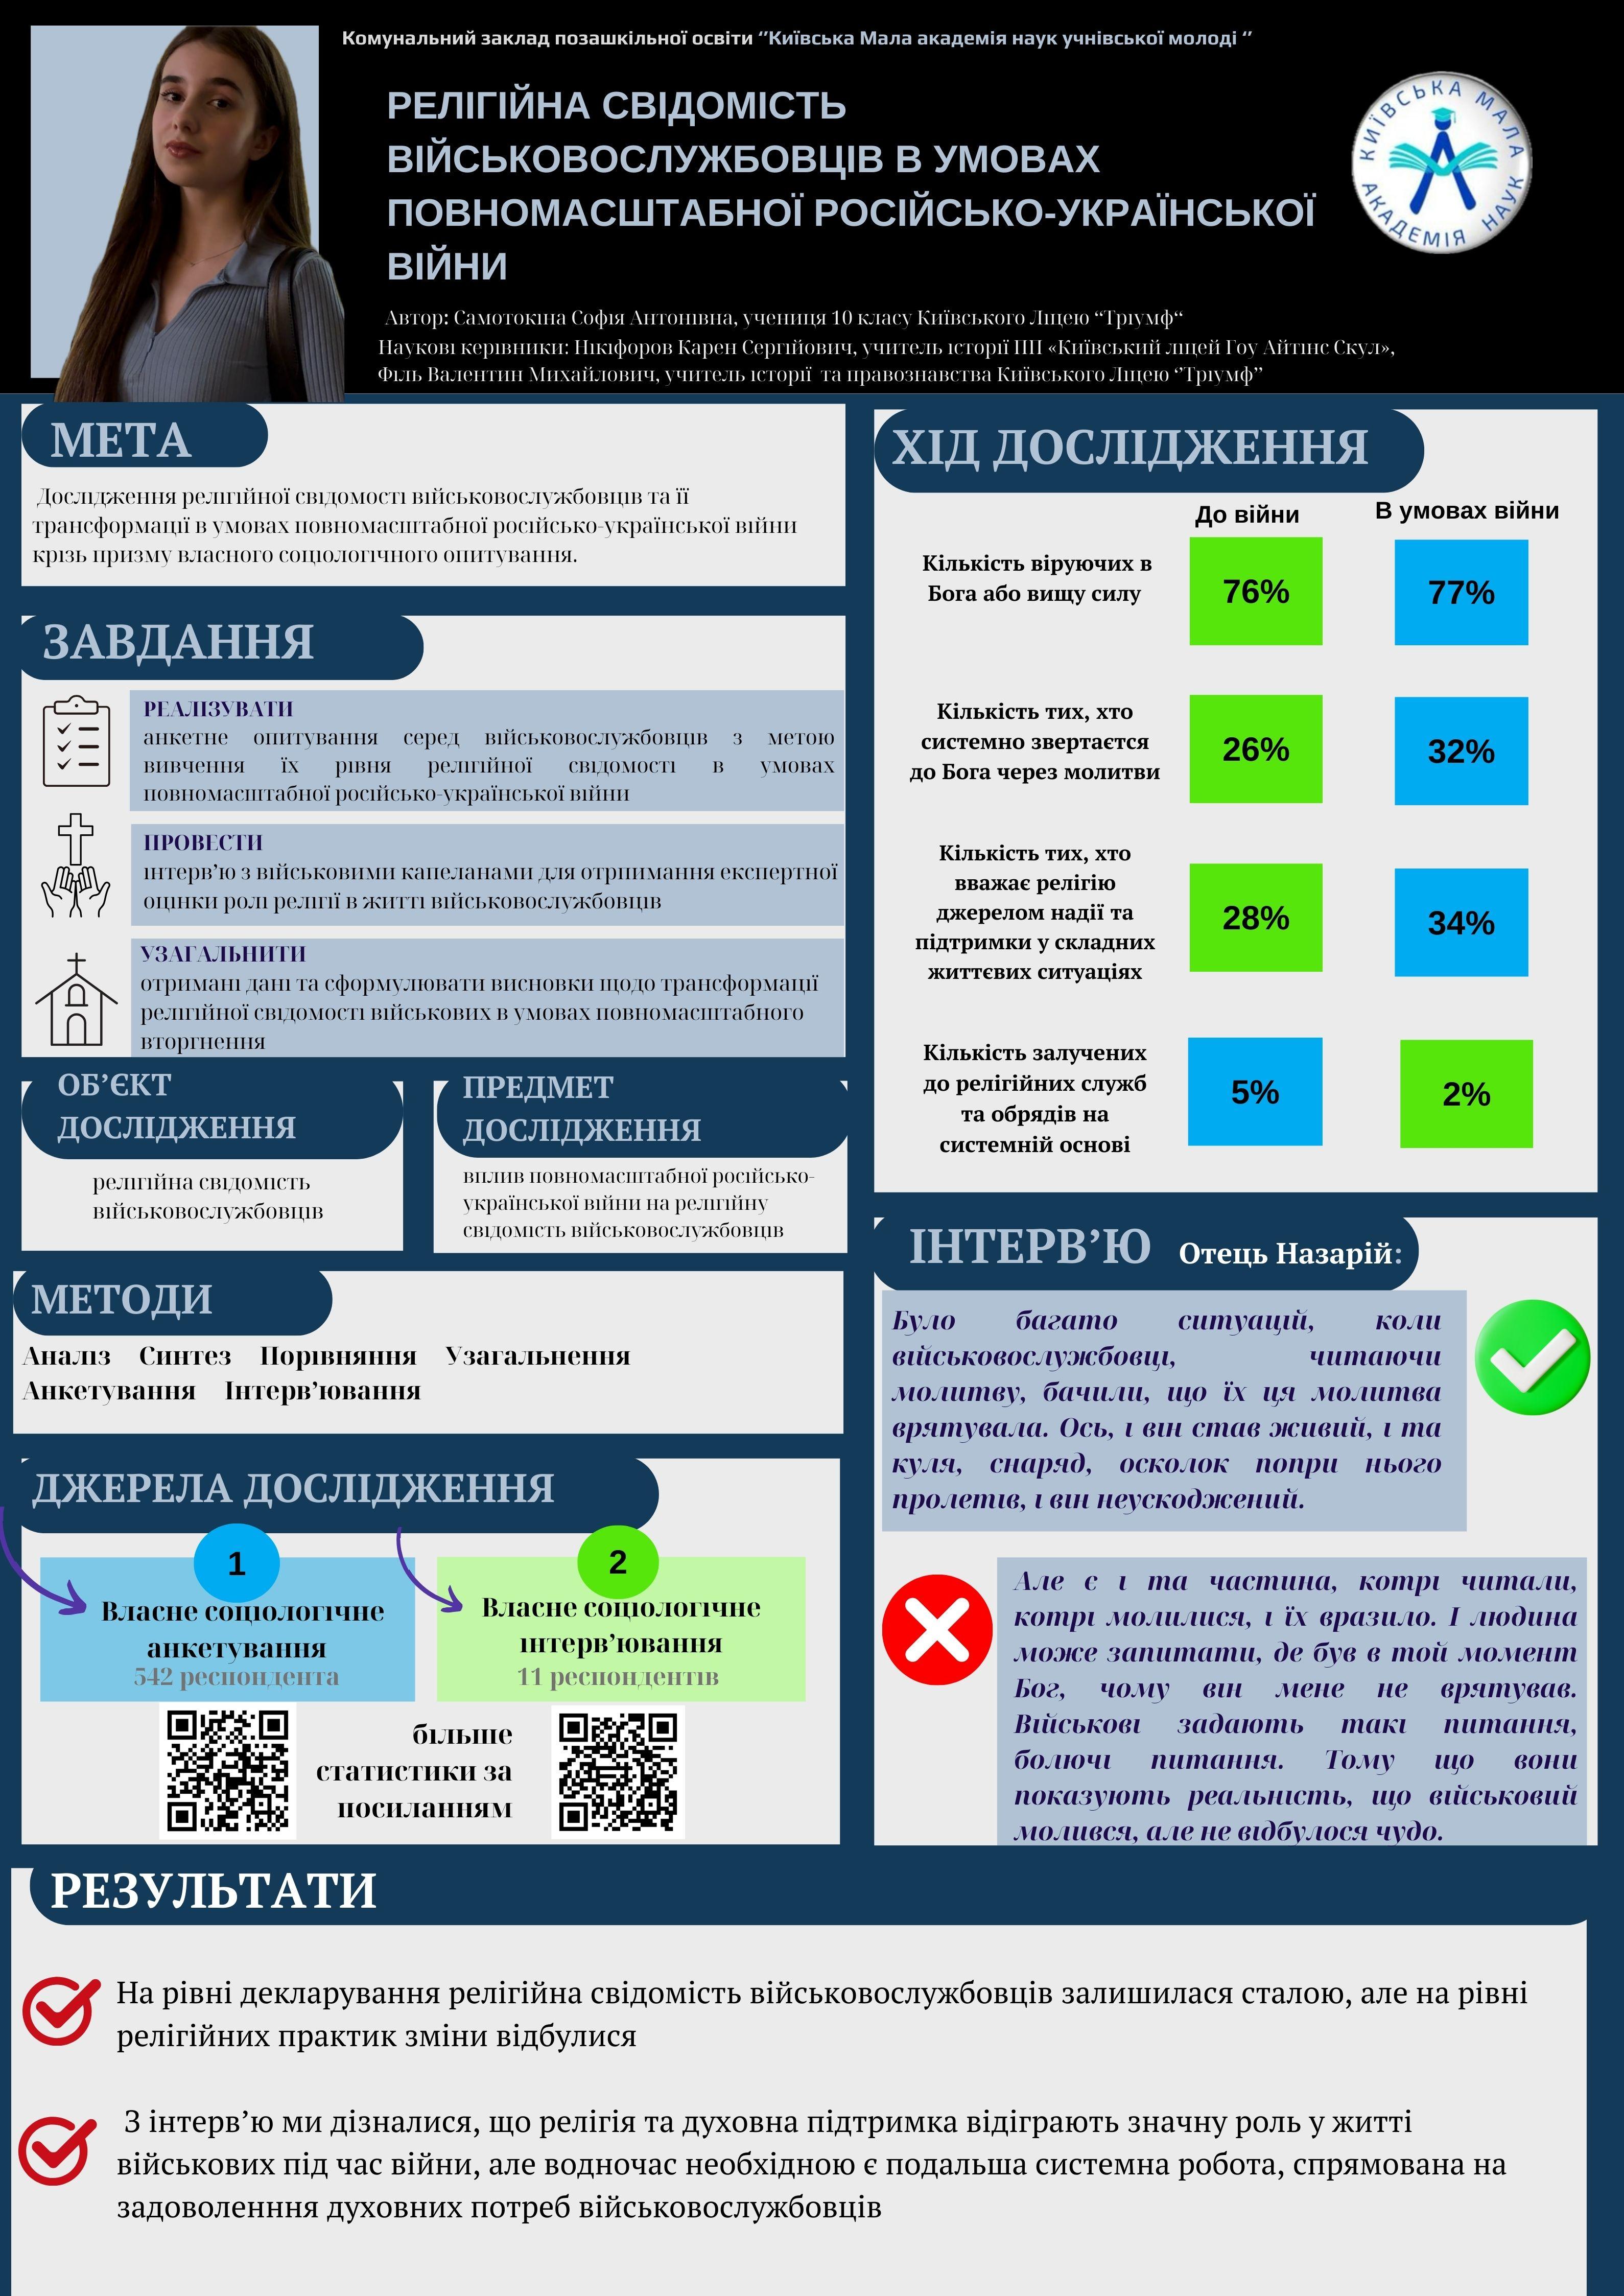 Комунальний заклад позашкільної освіти ‘’Київська Мала академія наук учнівської молоді ‘’
РЕЛІГІЙНА СВІДОМІСТЬ
ВІЙСЬКОВОСЛУЖБОВЦІВ В УМОВАХ
ПОВНОМАСШТАБНОЇ РОСІЙСЬКО-УКРАЇНСЬКОЇ
ВІЙНИ
КИЇВСЬКА МАЛА АКАДЕМІЯ НАУК
Автор: Самотокіна Софія Антонівна, учениця 10 класу Київського Ліцею “Тріумф“
Наукові керівники: Нікіфоров Карен Сергійович, учитель історії ПП «Київський ліцей Гоу Айтінс Скул»,
Філь Валентин Михайлович, учитель історії та правознавства Київського Ліцею ‘’Тріумф’’
МЕТА
Дослідження релігійної свідомості військовослужбовців та її
трансформації в умовах повномасштабної російсько-української війни
крізь призму власного соціологічного опитування.
ЗАВДАННЯ
РЕАЛІЗУВАТИ
анкетне опитування серед військовослужбовців з метою
вивчення їх рівня релігійної свідомості в умовах
повномасштабної російсько-української війни
ПРОВЕСТИ
інтерв’ю з військовими капеланами для отрпимання експертної
оцінки ролі релігії в житті військовослужбовців
УЗАГАЛЬНИТИ
отримані дані та сформулювати висновки щодо трансформації
релігійної свідомості військових в умовах повномасштабного
вторгнення
ОБ’ЄКТ
ДОСЛІДЖЕННЯ
релігійна свідомість
військовослужбовців
ПРЕДМЕТ
ДОСЛІДЖЕННЯ
вплив повномасштабної російсько-
української війни на релігійну
свідомість військовослужбовців
МЕТОДИ
Аналіз Синтез Порівняння Узагальнення
Анкетування Інтерв’ювання
ДЖЕРЕЛА ДОСЛІДЖЕННЯ
1
Власне соціологічне
анкетування
542 респондента
2
Власне соціологічне
інтерв’ювання
11 респондентів
більше
статистики за
посиланням
ХІД ДОСЛІДЖЕННЯ
До війни В умовах війни
Кількість віруючих в
Бога або вищу силу
76% 77%
Кількість тих, хто
системно звертаєтся
до Бога через молитви
26% 32%
Кількість тих, хто
вважає релігію
джерелом надії та
підтримки у складних
життєвих ситуаціях
28% 34%
Кількість залучених
до релігійних служб
та обрядів на
системній основі
5% 2%
ІНТЕРВ’Ю Отець Назарій:
Було багато ситуацій, коли
військовослужбовці, читаючи
молитву, бачили, що їх ця молитва
врятувала. Ось, і він став живий, і та
куля, снаряд, осколок попри нього
пролетів, і він неускоджений.
Але є і та частина, котрі читали,
котрі молилися, і їх вразило. І людина
може запитати, де був в той момент
Бог, чому він мене не врятував.
Військові задають такі питання,
болючі питання. Тому що вони
показують реальність, що військовий
молився, але не відбулося чудо.
РЕЗУЛЬТАТИ
На рівні декларування релігійна свідомість військовослужбовців залишилася сталою, але на рівні
релігійних практик зміни відбулися
З інтерв’ю ми дізналися, що релігія та духовна підтримка відіграють значну роль у житті
військових під час війни, але водночас необхідною є подальша системна робота, спрямована на
задоволенння духовних потреб військовослужбовців